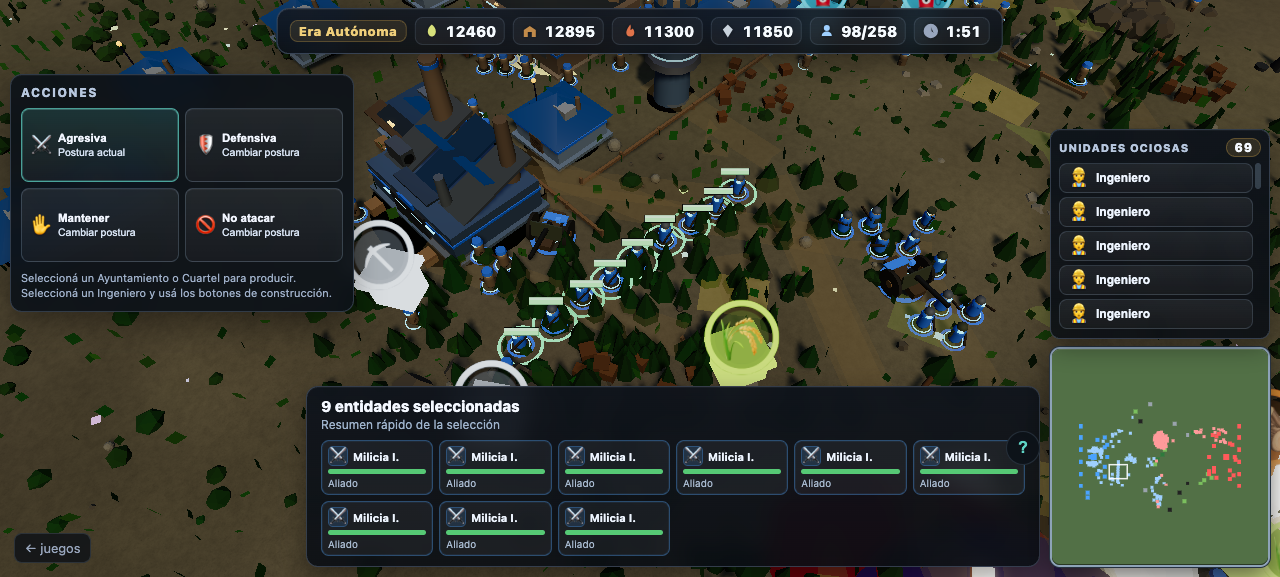 Era Autónoma
12460
12895
11300
11850
98/258
1:51
ACCIONES
Agresiva
Postura actual
Defensiva
Cambiar postura
Mantener
Cambiar postura
No atacar
Cambiar postura
Seleccioná un Ayuntamiento o Cuartel para producir.
Seleccioná un Ingeniero y usá los botones de construcción.
UNIDADES OCIOSAS
69
Ingeniero
Ingeniero
Ingeniero
Ingeniero
Ingeniero
9 entidades seleccionadas
Resumen rápido de la selección
Milicia I.
Aliado
Milicia I.
Aliado
Milicia I.
Aliado
Milicia I.
Aliado
Milicia I.
Aliado
Milicia I.
Aliado
Milicia I.
Aliado
Milicia I.
Aliado
Milicia I.
Aliado
?
← juegos